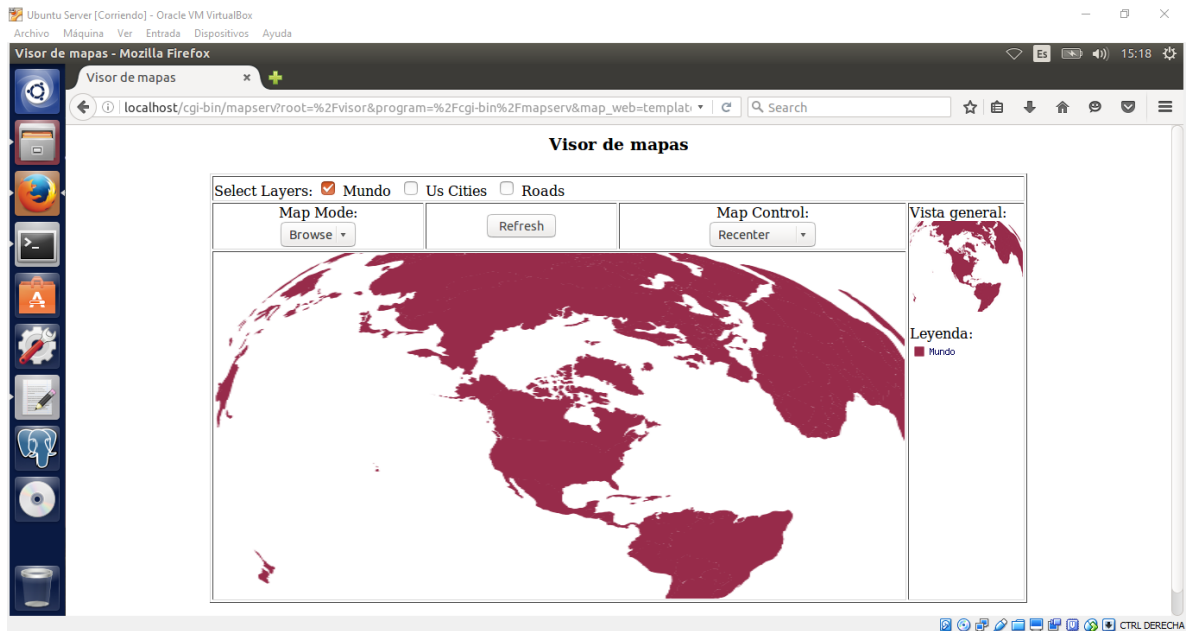 Ubuntu Server [Corriendo] - Oracle VM VirtualBox
Archivo Máquina Ver Entrada Dispositivos Ayuda
Visor de mapas - Mozilla Firefox
Es
15:18
Visor de mapas
localhost/cgi-bin/mapserv?root=%2Fvisor&program=%2Fcgi-bin%2Fmapserv&map_web=templat
Search
Visor de mapas
Select Layers: Mundo Us Cities Roads
Map Mode:
Browse
Refresh
Map Control:
Recenter
Vista general:
Leyenda:
Mundo
CTRL DERECHA